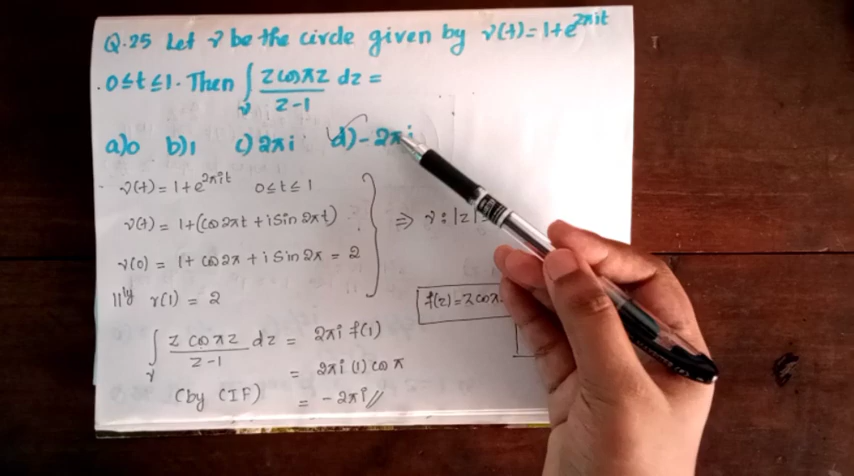 Q.25 Let γ be the circle given by γ(t)=1+e^{2πit}
0≤t≤1. Then ∫_γ z cos πz / z-1 dz =
a)0 b)1 c)2πi d)-2πi
γ(t)=1+e^{2πit} 0≤t≤1
γ(t)= 1+(cos 2πt + i sin 2πt)
⇒ γ: |z|=
γ(0) = 1+ cos 2π + i sin 2π = 2
|||ly γ(1) = 2
f(z)=z cos π
∫_γ z cos πz / z-1 dz = 2πi f(1)
= 2πi (1) cos π
(by CIF) = -2πi//